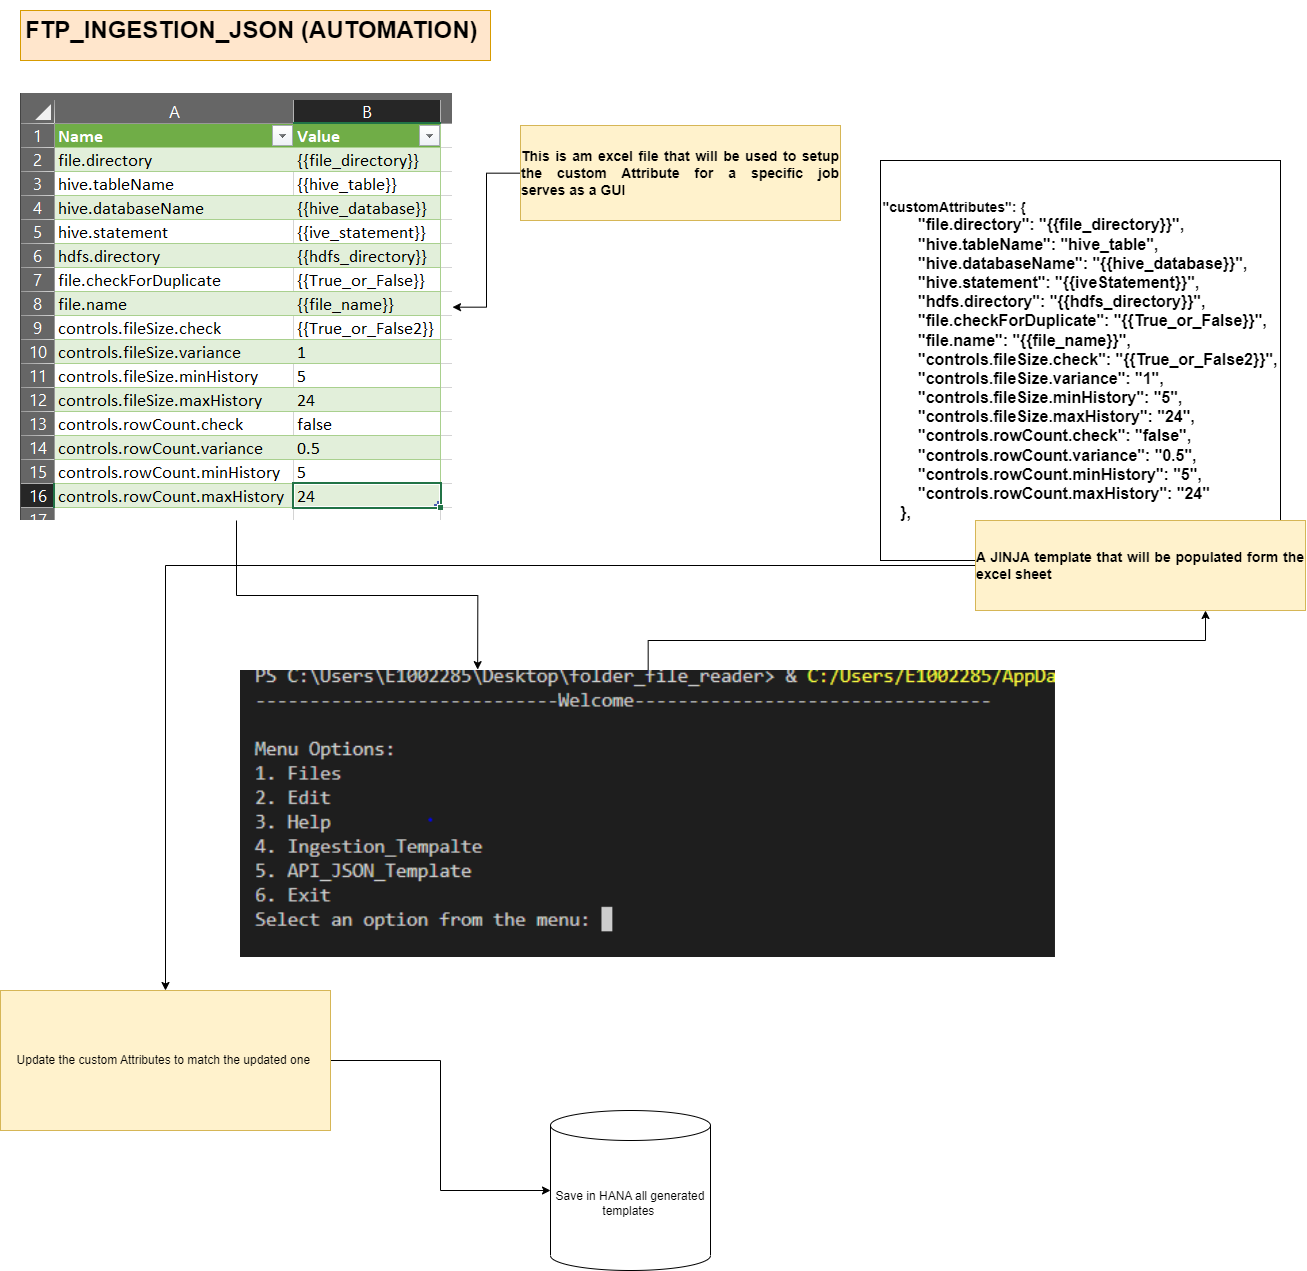 FTP_INGESTION_JSON (AUTOMATION)
A B
1 Name Value
2 file.directory {{file_directory}}
3 hive.tableName {{hive_table}}
4 hive.databaseName {{hive_database}}
5 hive.statement {{ive_statement}}
6 hdfs.directory {{hdfs_directory}}
7 file.checkForDuplicate {{True_or_False}}
8 file.name {{file_name}}
9 controls.fileSize.check {{True_or_False2}}
10 controls.fileSize.variance 1
11 controls.fileSize.minHistory 5
12 controls.fileSize.maxHistory 24
13 controls.rowCount.check false
14 controls.rowCount.variance 0.5
15 controls.rowCount.minHistory 5
16 controls.rowCount.maxHistory 24
17
This is am excel file that will be used to setup
the custom Attribute for a specific job
serves as a GUI
"customAttributes": {
"file.directory": "{{file_directory}}",
"hive.tableName": "hive_table",
"hive.databaseName": "{{hive_database}}",
"hive.statement": "{{iveStatement}}",
"hdfs.directory": "{{hdfs_directory}}",
"file.checkForDuplicate": "{{True_or_False}}",
"file.name": "{{file_name}}",
"controls.fileSize.check": "{{True_or_False2}}",
"controls.fileSize.variance": "1",
"controls.fileSize.minHistory": "5",
"controls.fileSize.maxHistory": "24",
"controls.rowCount.check": "false",
"controls.rowCount.variance": "0.5",
"controls.rowCount.minHistory": "5",
"controls.rowCount.maxHistory": "24"
},
A JINJA template that will be populated form the
excel sheet
PS C:\Users\E1002285\Desktop\folder_file_reader> & C:/Users/E1002285/AppDa
----------------------------Welcome---------------------------------
Menu Options:
1. Files
2. Edit
3. Help
4. Ingestion_Tempalte
5. API_JSON_Template
6. Exit
Select an option from the menu:
Update the custom Attributes to match the updated one
Save in HANA all generated
templates